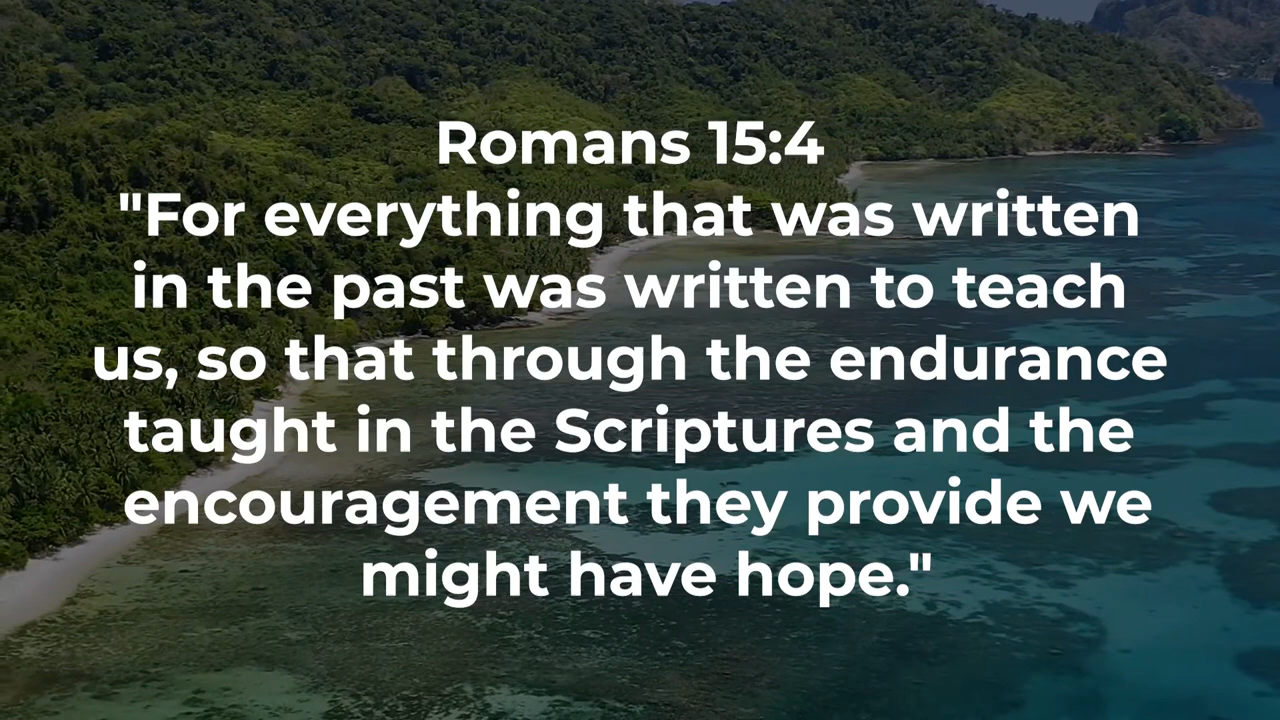 Romans 15:4
"For everything that was written
in the past was written to teach
us, so that through the endurance
taught in the Scriptures and the
encouragement they provide we
might have hope."